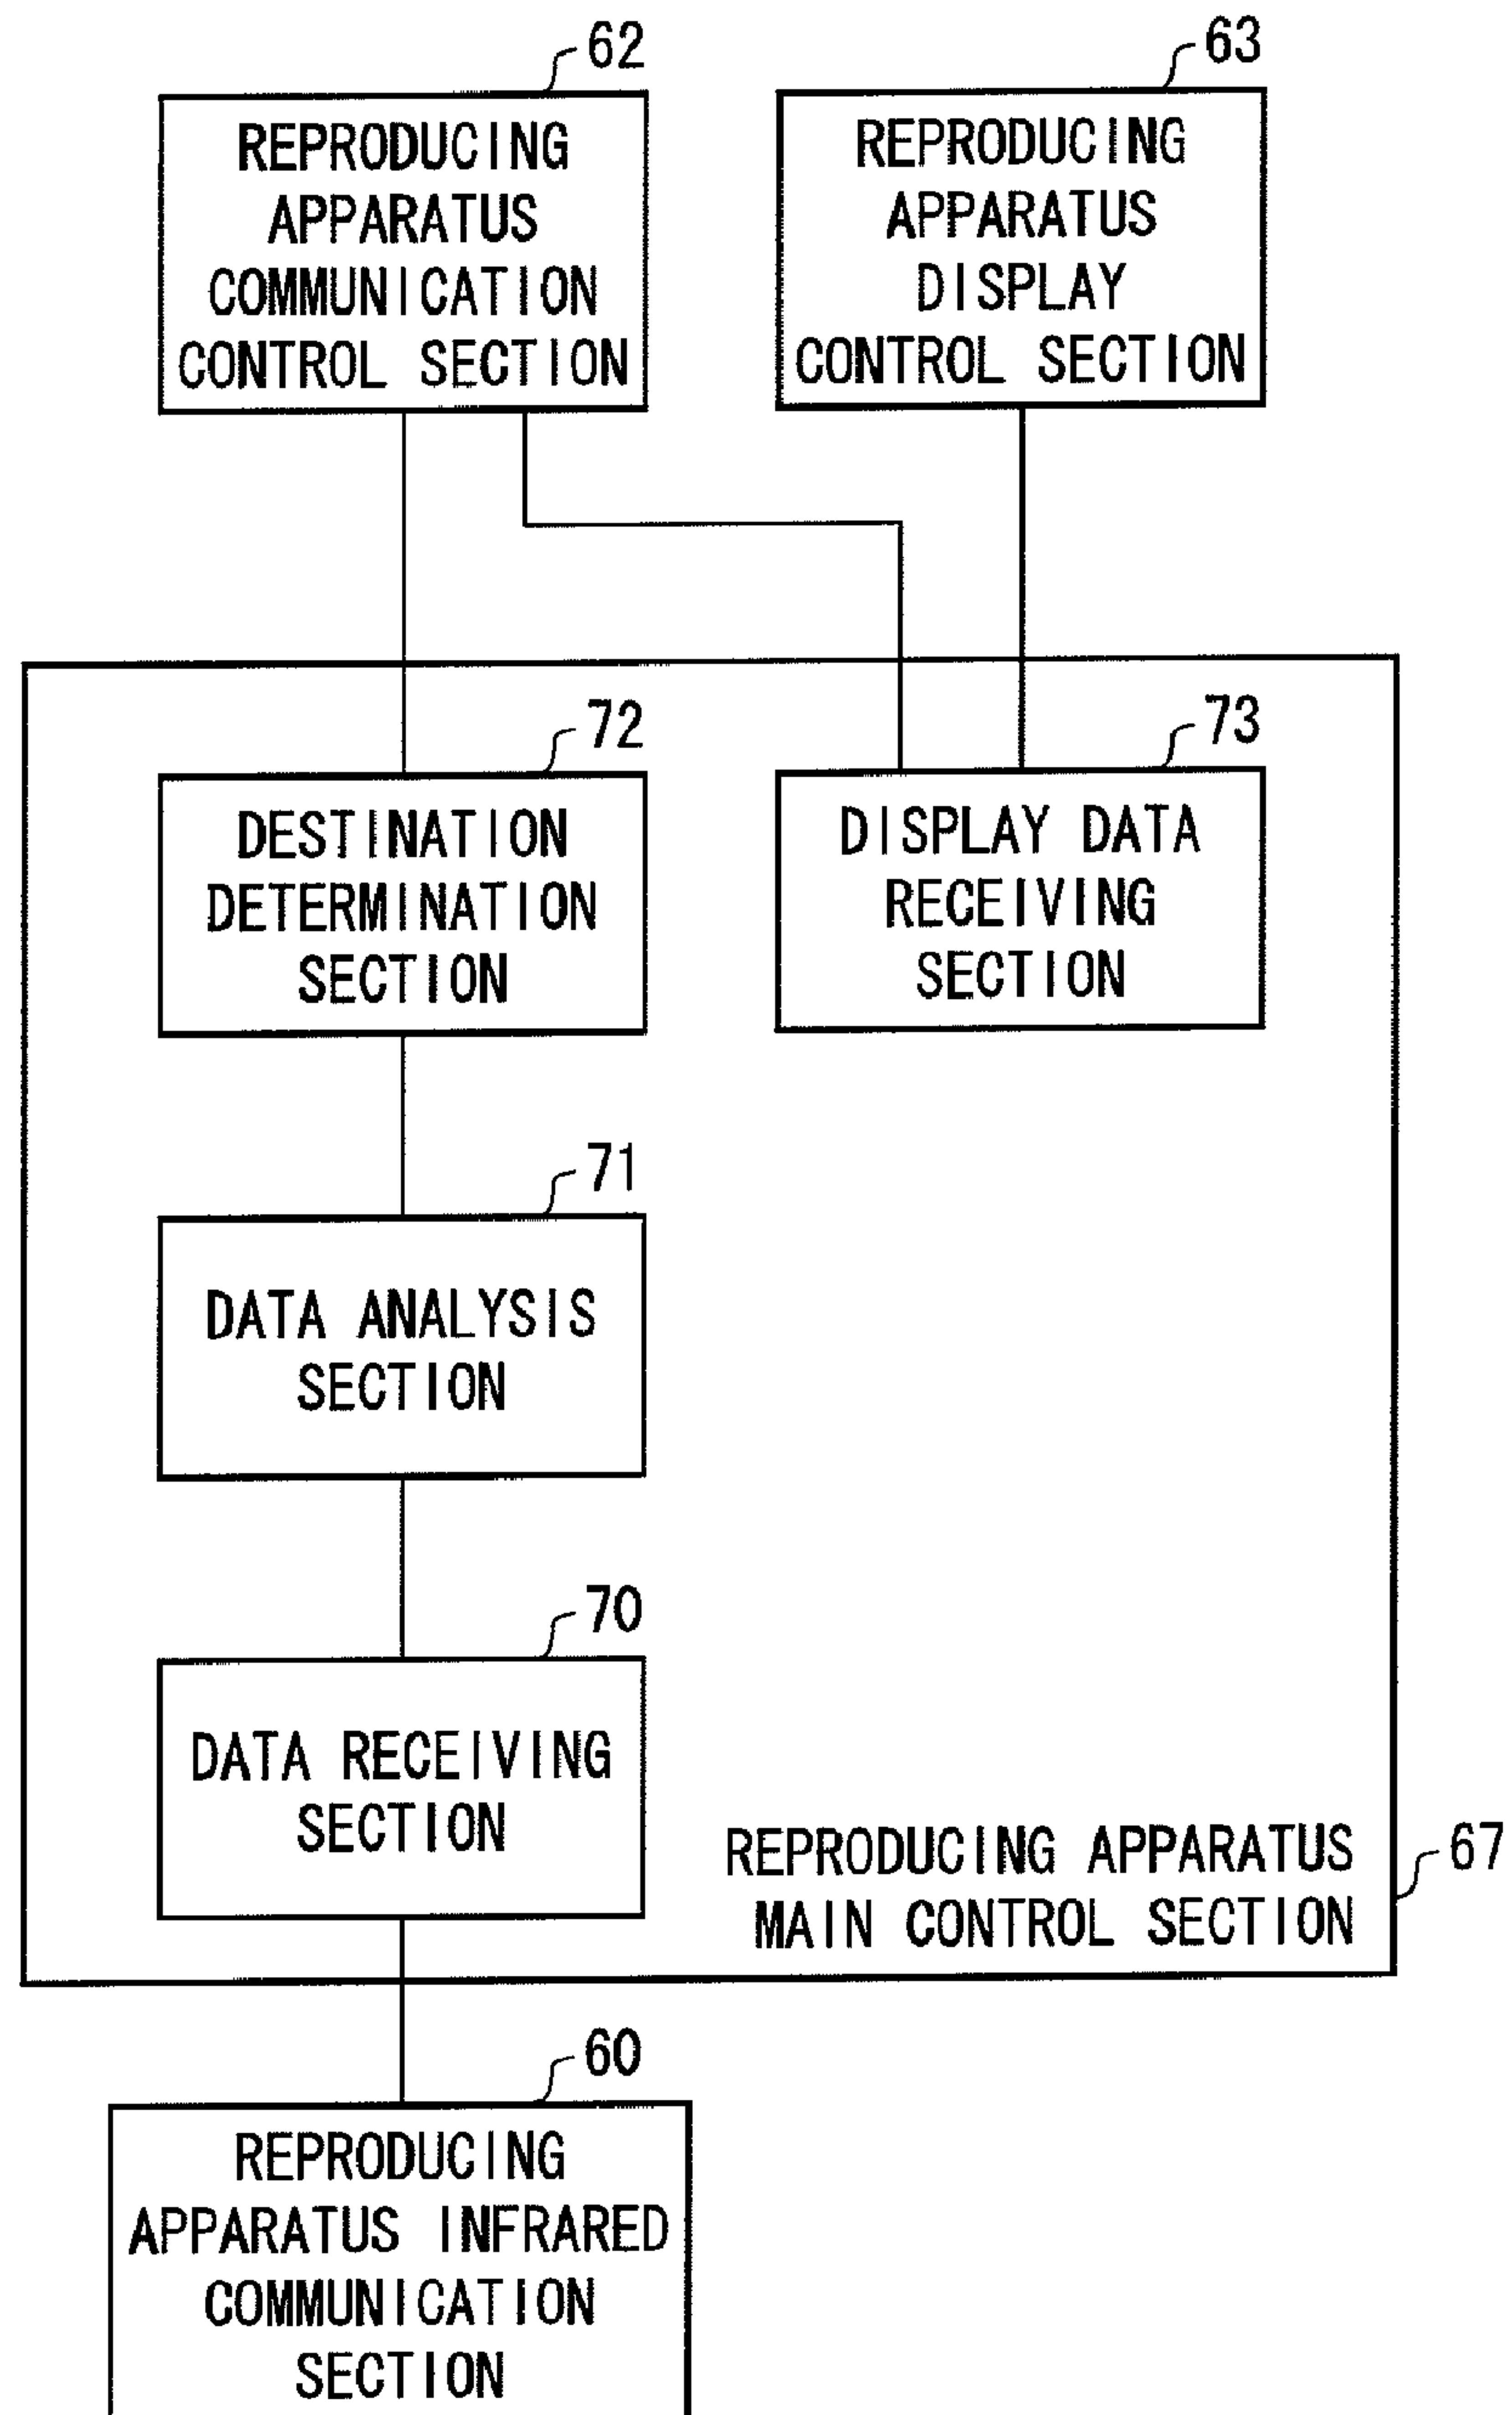 62
REPRODUCING
APPARATUS
COMMUNICATION
CONTROL SECTION
63
REPRODUCING
APPARATUS
DISPLAY
CONTROL SECTION
72
DESTINATION
DETERMINATION
SECTION
73
DISPLAY DATA
RECEIVING
SECTION
71
DATA ANALYSIS
SECTION
70
DATA RECEIVING
SECTION
REPRODUCING APPARATUS
MAIN CONTROL SECTION
67
60
REPRODUCING
APPARATUS INFRARED
COMMUNICATION
SECTION